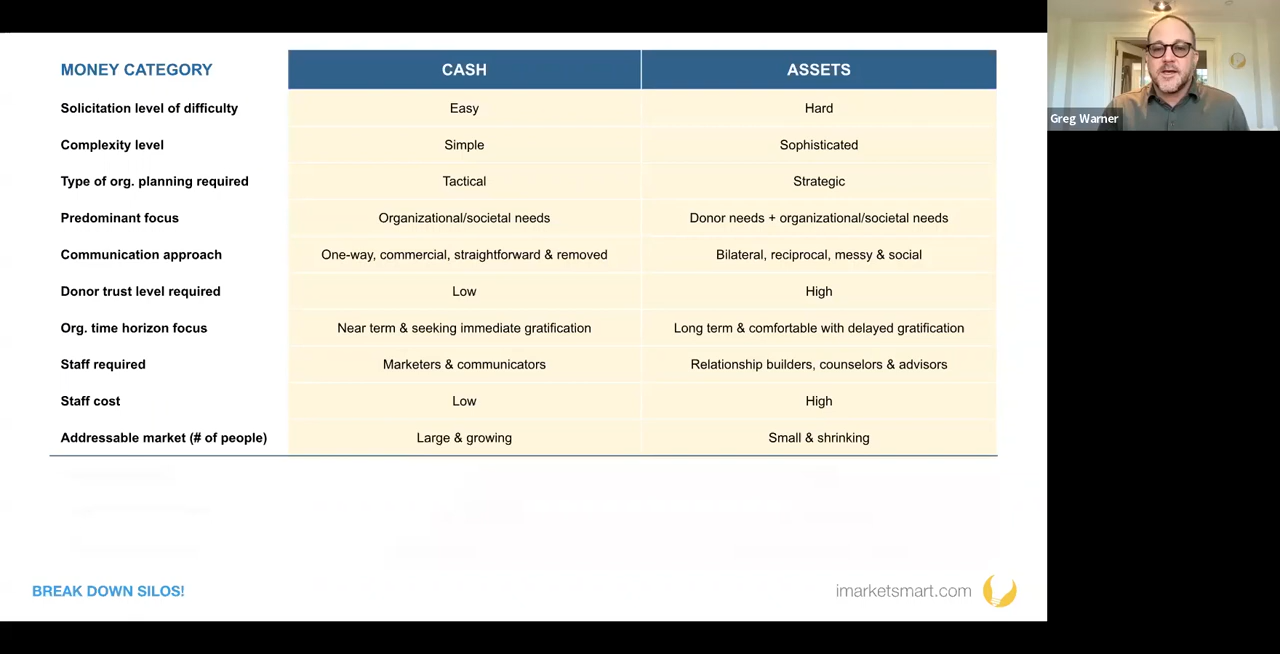 MONEY CATEGORY CASH ASSETS
Solicitation level of difficulty Easy Hard
Complexity level Simple Sophisticated
Type of org. planning required Tactical Strategic
Predominant focus Organizational/societal needs Donor needs + organizational/societal needs
Communication approach One-way, commercial, straightforward & removed Bilateral, reciprocal, messy & social
Donor trust level required Low High
Org. time horizon focus Near term & seeking immediate gratification Long term & comfortable with delayed gratification
Staff required Marketers & communicators Relationship builders, counselors & advisors
Staff cost Low High
Addressable market (# of people) Large & growing Small & shrinking
BREAK DOWN SILOS! imarketsmart.com
Greg Warner